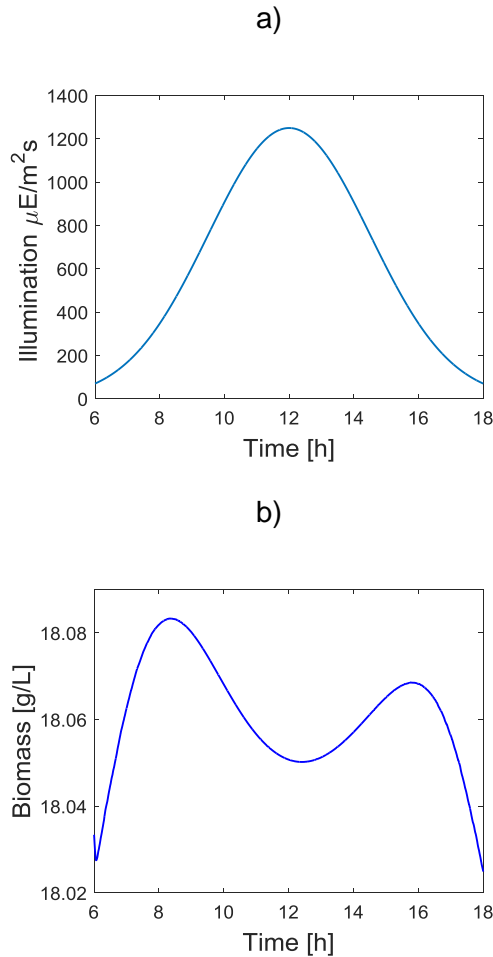 a)
1400
1200
1000
800
600
400
200
0
Illumination μE/m²s
6 8 10 12 14 16 18
Time [h]
b)
18.08
18.06
18.04
18.02
Biomass [g/L]
6 8 10 12 14 16 18
Time [h]